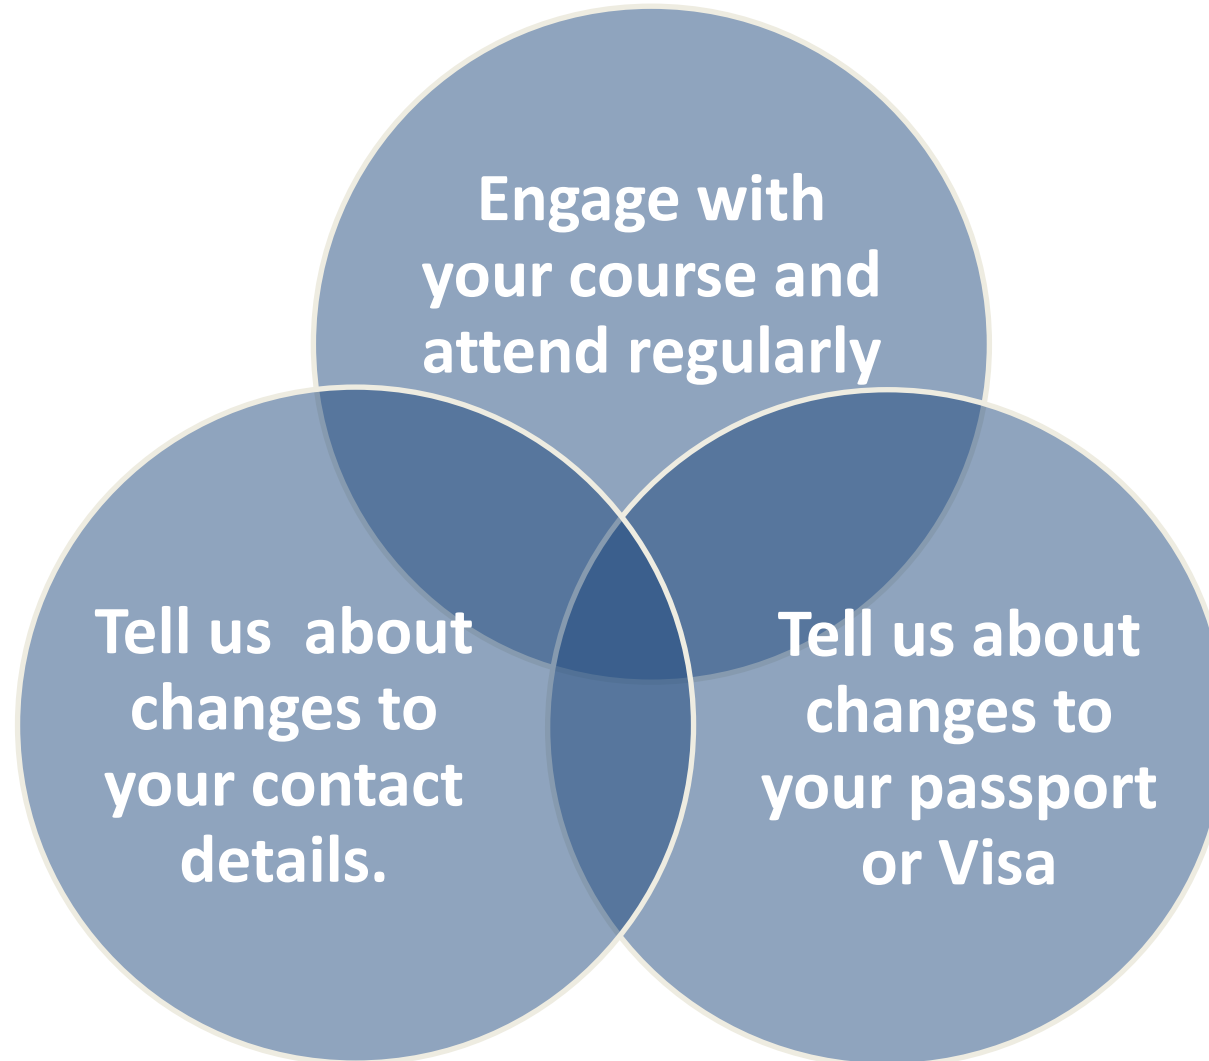 Engage with
your course and
attend regularly
Tell us  about
changes to
your contact
details.
Tell us about
changes to
your passport
or Visa